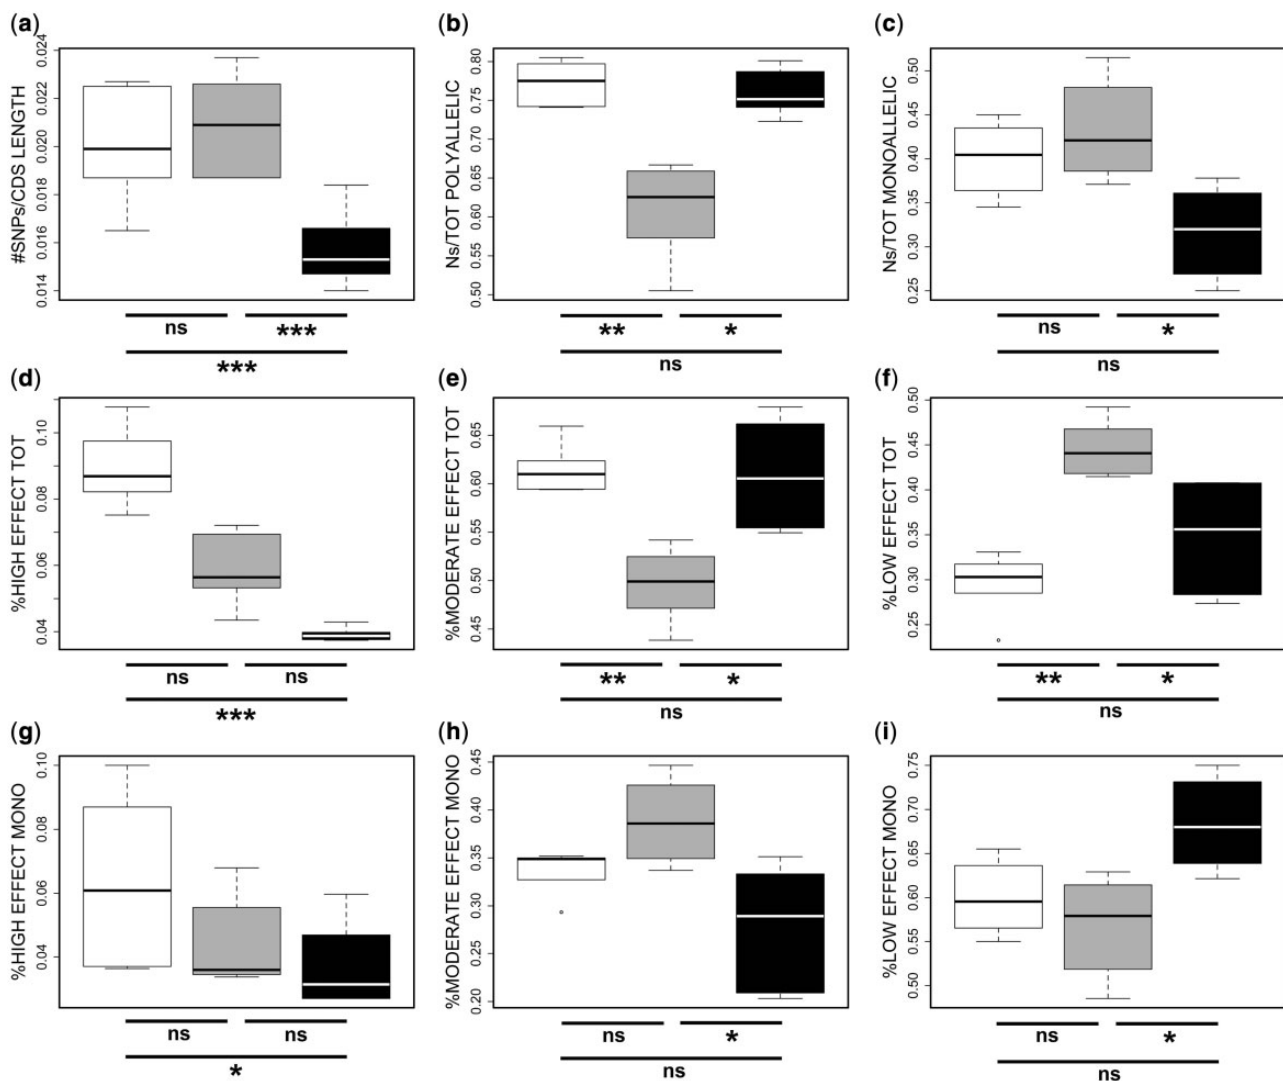 (a)
#SNPs/CDS LENGTH
0.024
0.022
0.020
0.018
0.016
0.014
ns
***
***
(b)
Ns/TOT POLYALLELIC
0.80
0.75
0.70
0.65
0.60
0.55
0.50
**
*
ns
(c)
Ns/TOT MONOALLELIC
0.50
0.45
0.40
0.35
0.30
0.25
ns
*
ns
(d)
%HIGH EFFECT TOT
0.10
0.08
0.06
0.04
ns
ns
***
(e)
%MODERATE EFFECT TOT
0.65
0.60
0.55
0.50
0.45
**
*
ns
(f)
%LOW EFFECT TOT
0.50
0.45
0.40
0.35
0.30
0.25
**
*
ns
(g)
%HIGH EFFECT MONO
0.10
0.08
0.06
0.04
ns
ns
*
(h)
%MODERATE EFFECT MONO
0.45
0.40
0.35
0.30
0.25
0.20
ns
*
ns
(i)
%LOW EFFECT MONO
0.75
0.70
0.65
0.60
0.55
0.50
ns
*
ns